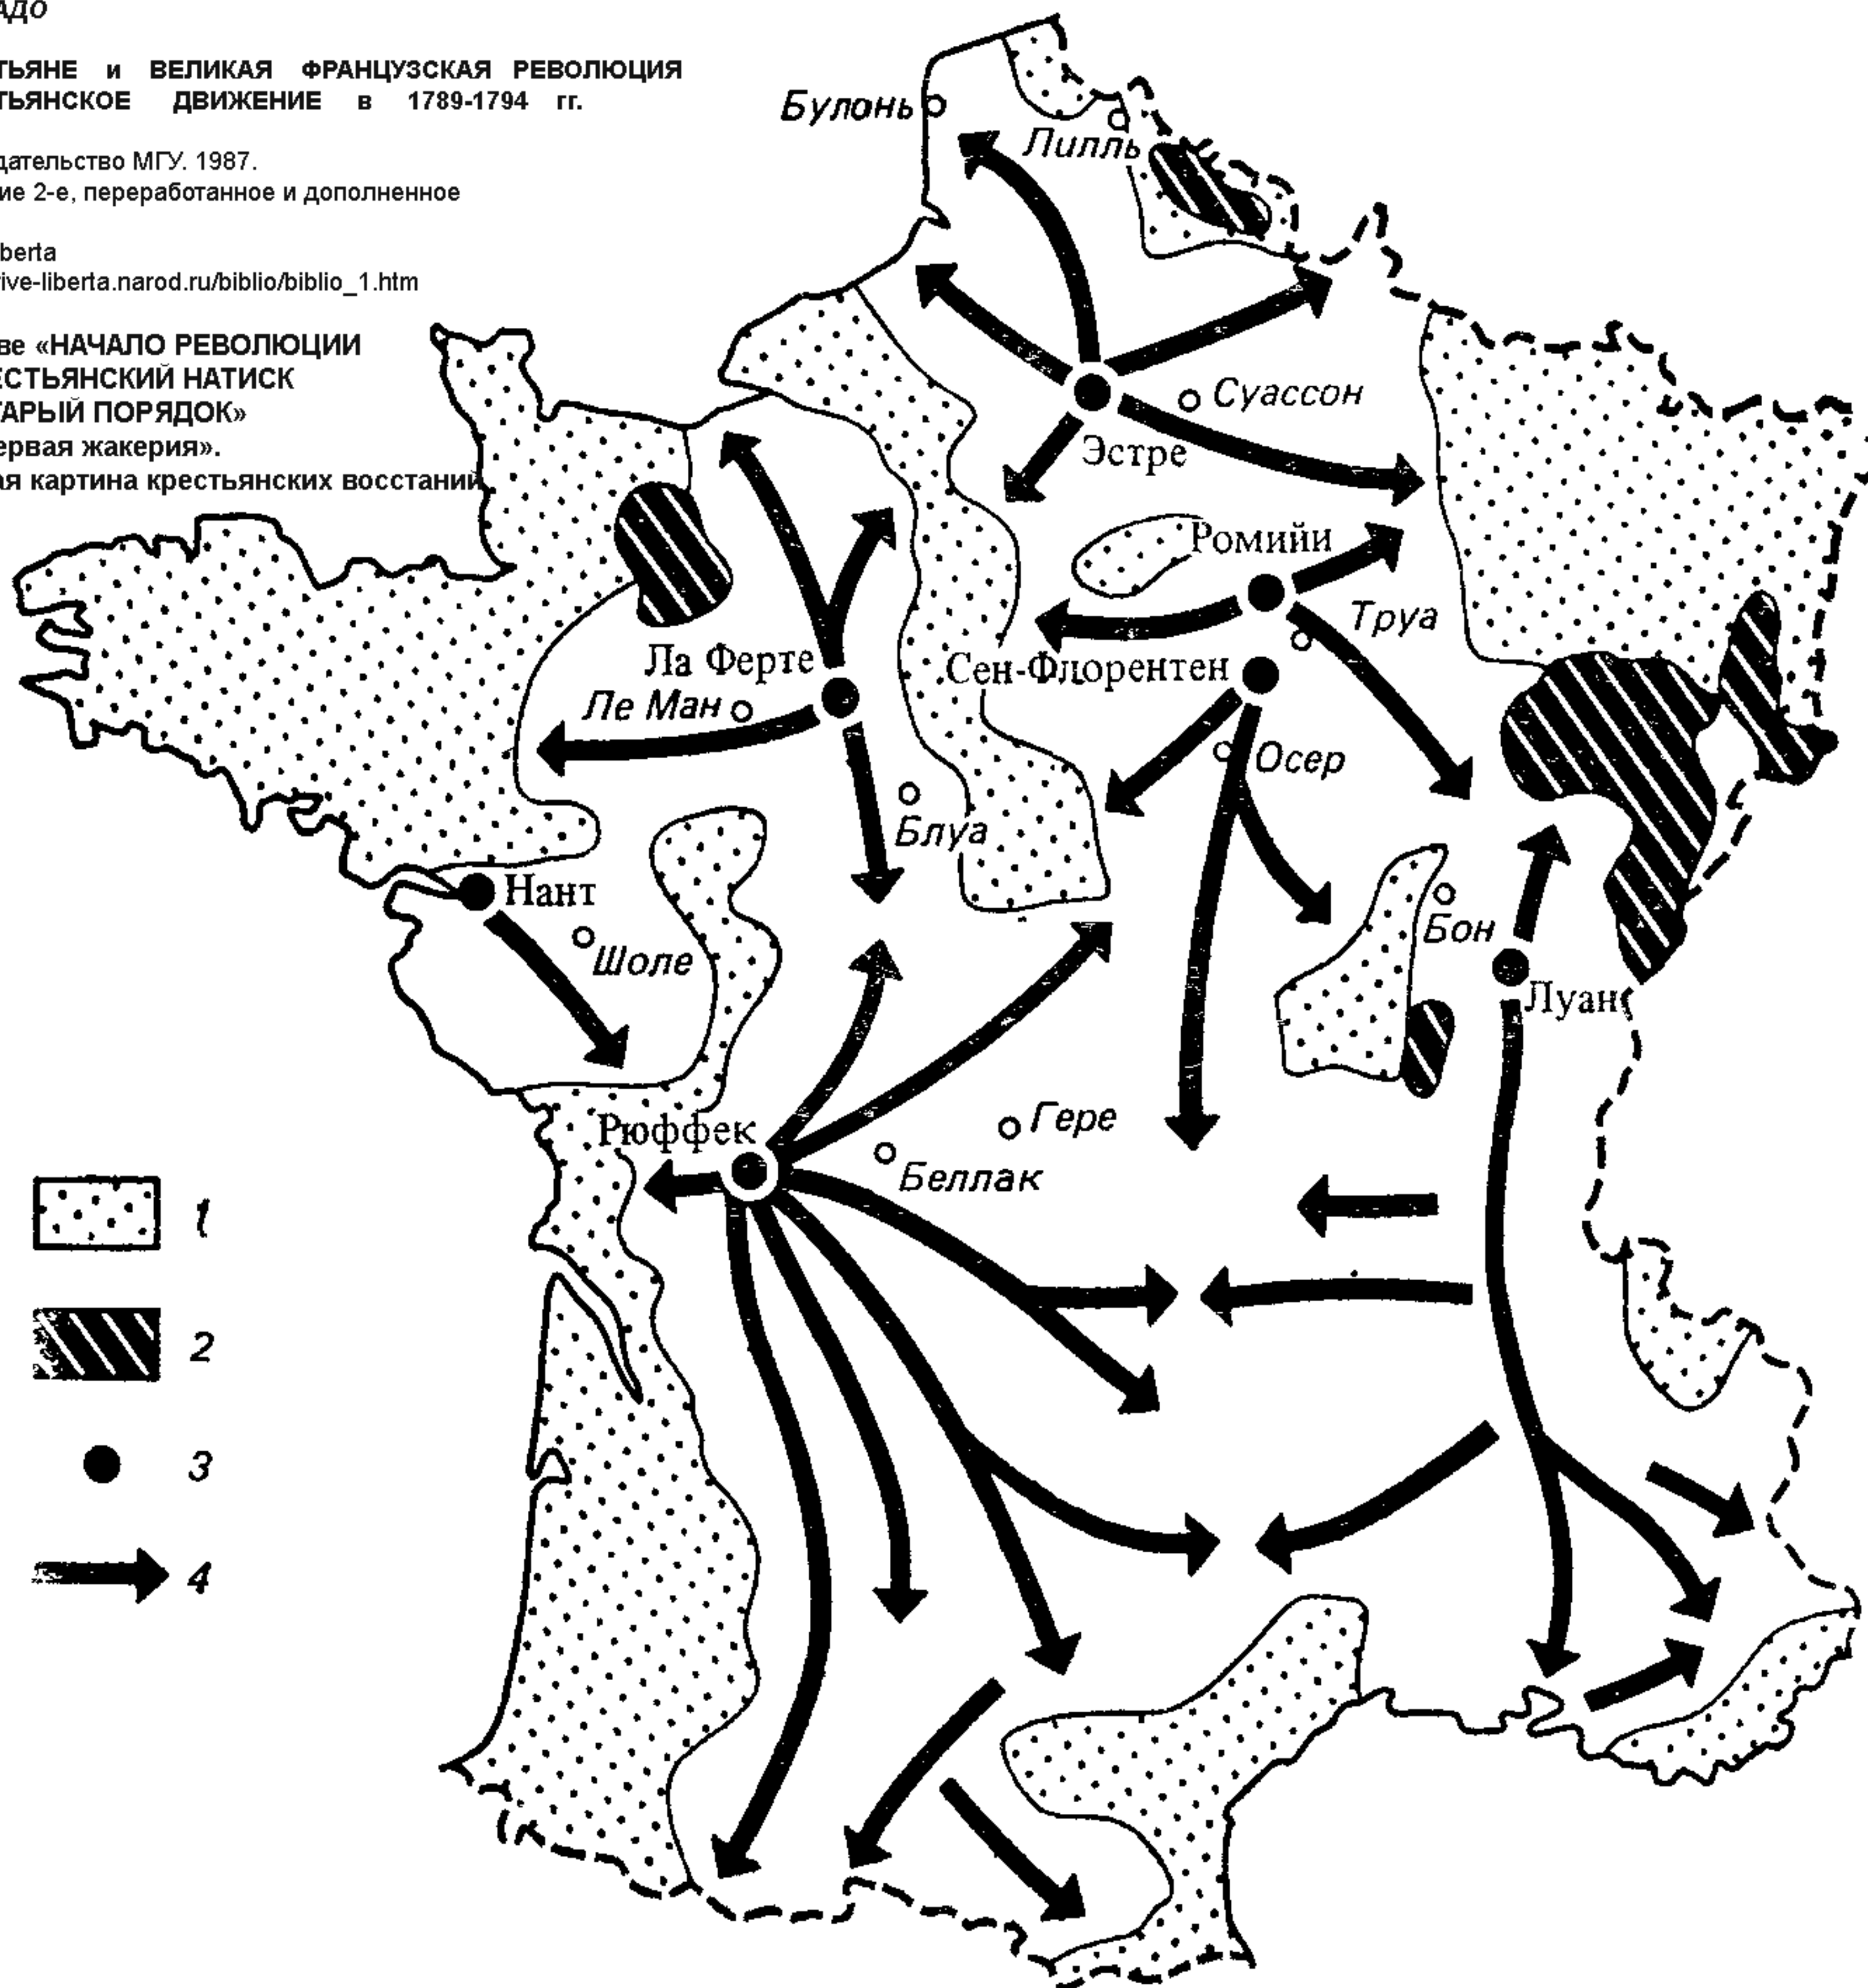 АДО
ТЬЯНЕ и ВЕЛИКАЯ ФРАНЦУЗСКАЯ РЕВОЛЮЦИЯ
ТЬЯНСКОЕ ДВИЖЕНИЕ в 1789-1794 гг.
дательство МГУ. 1987.
ие 2-е, переработанное и дополненное
berta
ive-liberta.narod.ru/biblio/biblio_1.htm
ве «НАЧАЛО РЕВОЛЮЦИИ
ЕСТЬЯНСКИЙ НАТИСК
ТАРЫЙ ПОРЯДОК»
ервая жакерия».
ая картина крестьянских восстаний
Булонь
Лилль
Суассон
Эстре
Ромийи
Труа
Ла Ферте
Сен-Флорентен
Ле Ман
Осер
Блуа
Нант
Бон
Шоле
Луан
Гере
Рюффек
Беллак
1
2
3
4